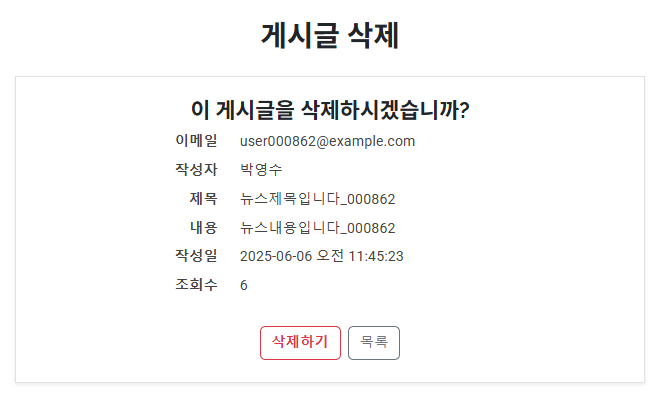 게시글 삭제
이 게시글을 삭제하시겠습니까?
이메일 user000862@example.com
작성자 박영수
제목 뉴스제목입니다_000862
내용 뉴스내용입니다_000862
작성일 2025-06-06 오전 11:45:23
조회수 6
삭제하기 목록